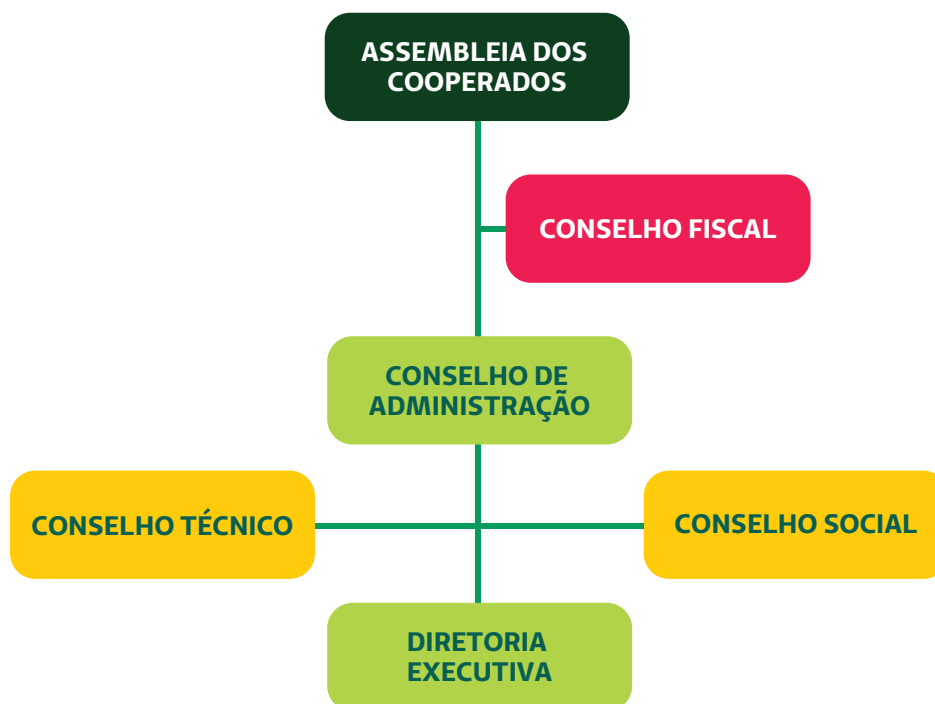 ASSEMBLEIA DOS
COOPERADOS
CONSELHO FISCAL
CONSELHO DE
ADMINISTRAÇÃO
CONSELHO TÉCNICO
CONSELHO SOCIAL
DIRETORIA
EXECUTIVA